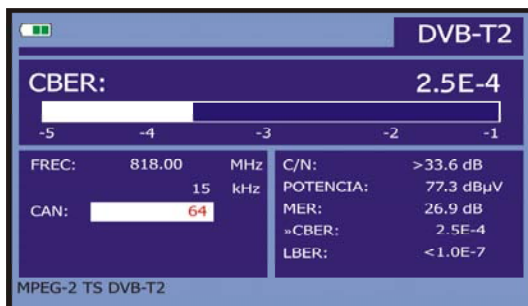 DVB-T2
CBER: 2.5E-4
-5 -4 -3 -2 -1
FREC: 818.00 MHz
15 kHz
CAN: 64
C/N: >33.6 dB
POTENCIA: 77.3 dBµV
MER: 26.9 dB
»CBER: 2.5E-4
LBER: <1.0E-7
MPEG-2 TS DVB-T2